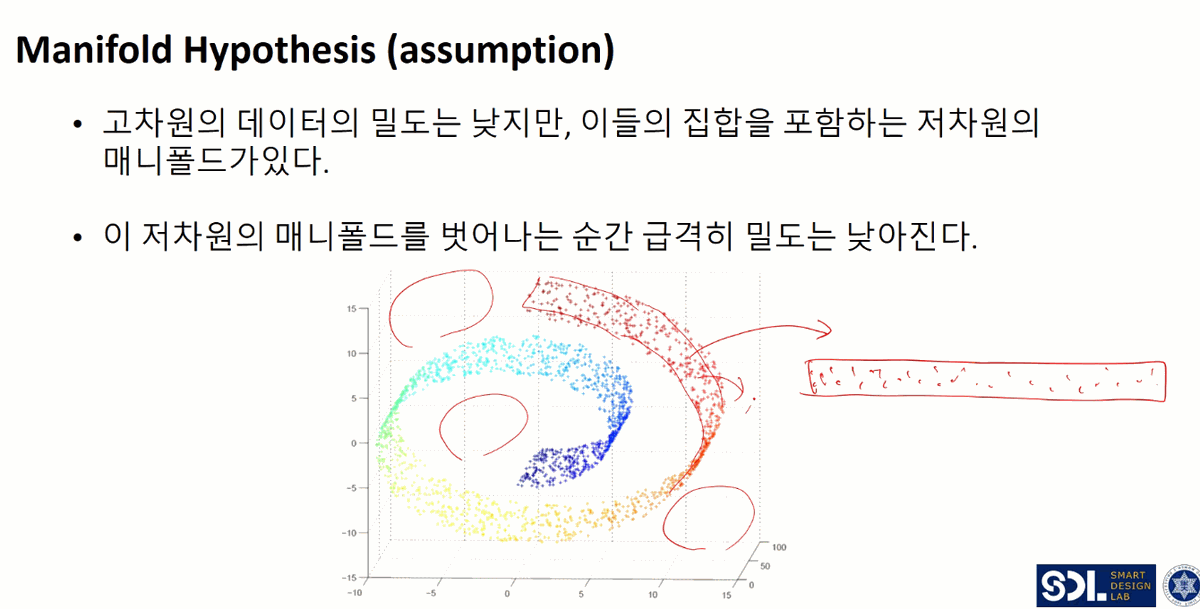 Manifold Hypothesis (assumption)
• 고차원의 데이터의 밀도는 낮지만, 이들의 집합을 포함하는 저차원의
매니폴드가있다.
• 이 저차원의 매니폴드를 벗어나는 순간 급격히 밀도는 낮아진다.
15
10
5
0
−5
−10
−15
−10
−5
0
5
10
15
0
50
100
SDL.
SMART
DESIGN
LAB